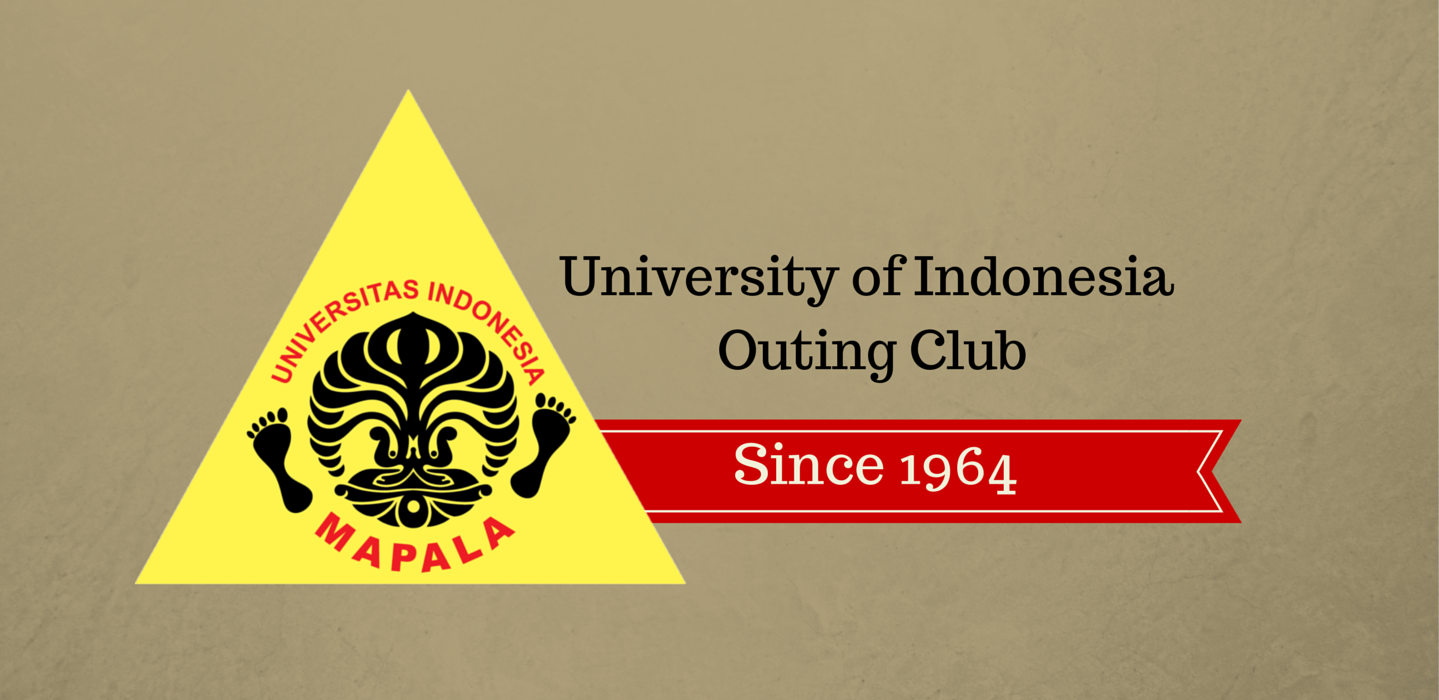 UNIVERSITAS INDONESIA
MAPALA
University of Indonesia
Outing Club
Since 1964